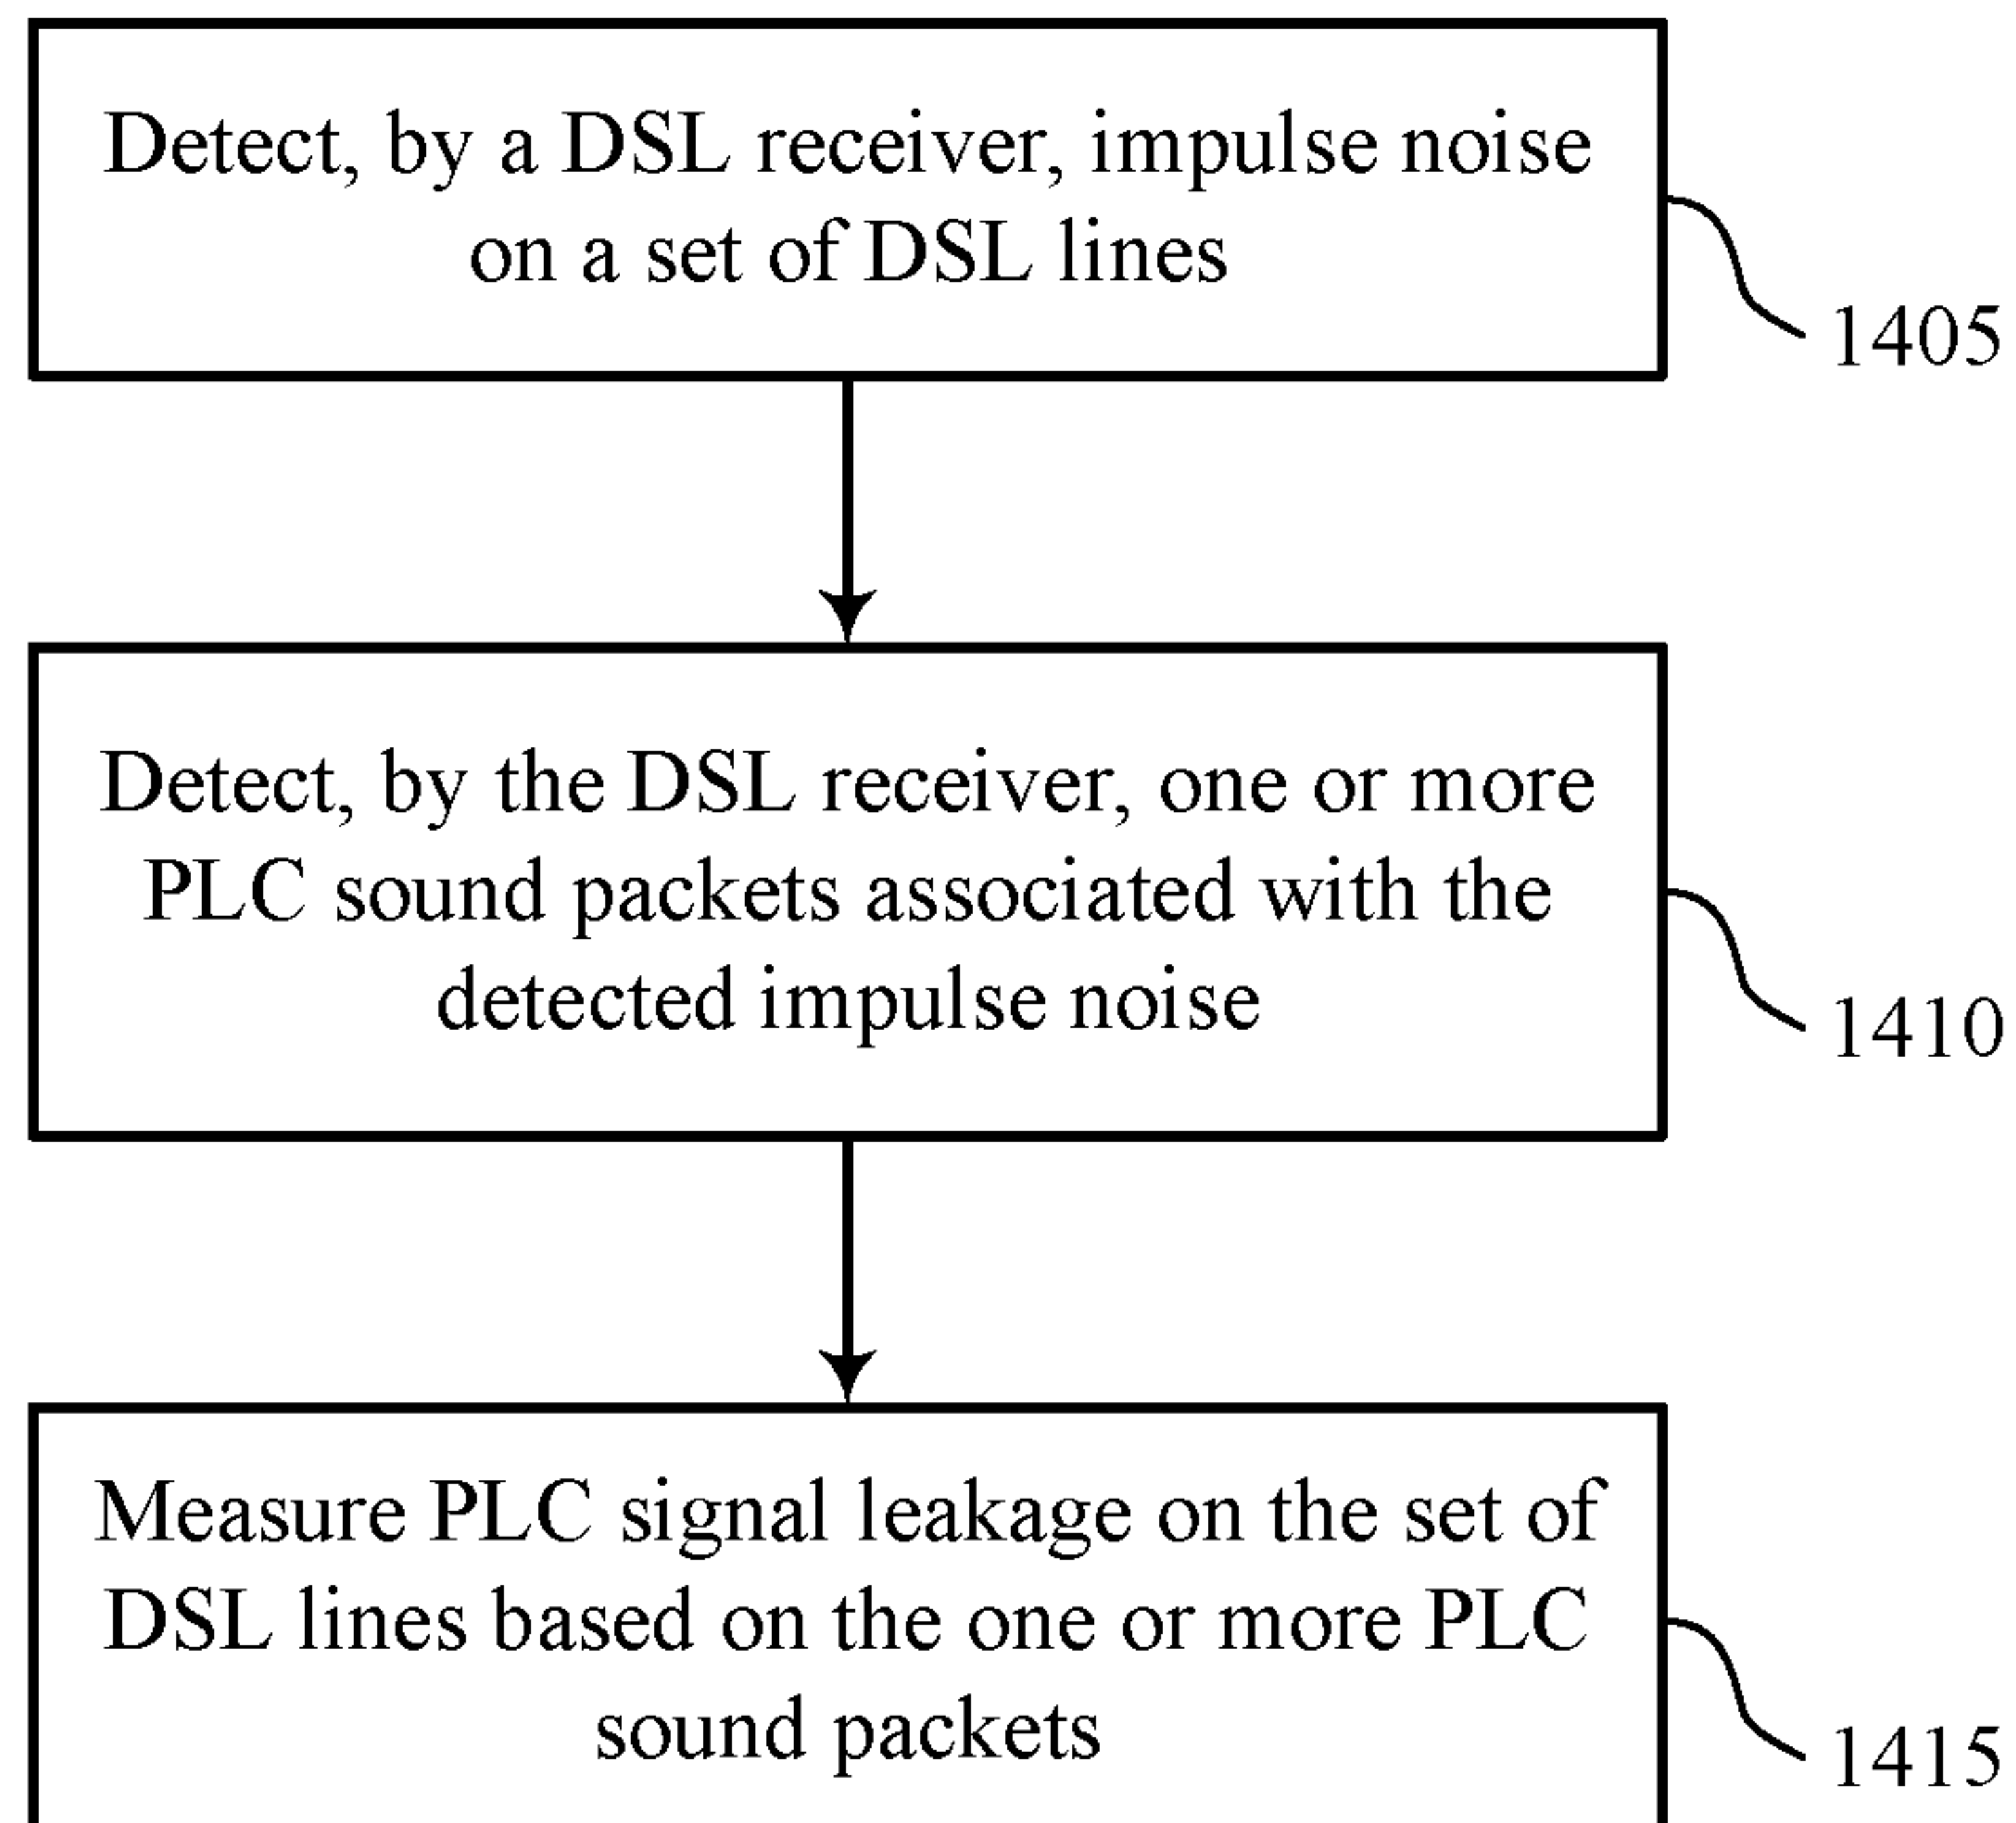 Detect, by a DSL receiver, impulse noise
on a set of DSL lines
1405
Detect, by the DSL receiver, one or more
PLC sound packets associated with the
detected impulse noise
1410
Measure PLC signal leakage on the set of
DSL lines based on the one or more PLC
sound packets
1415